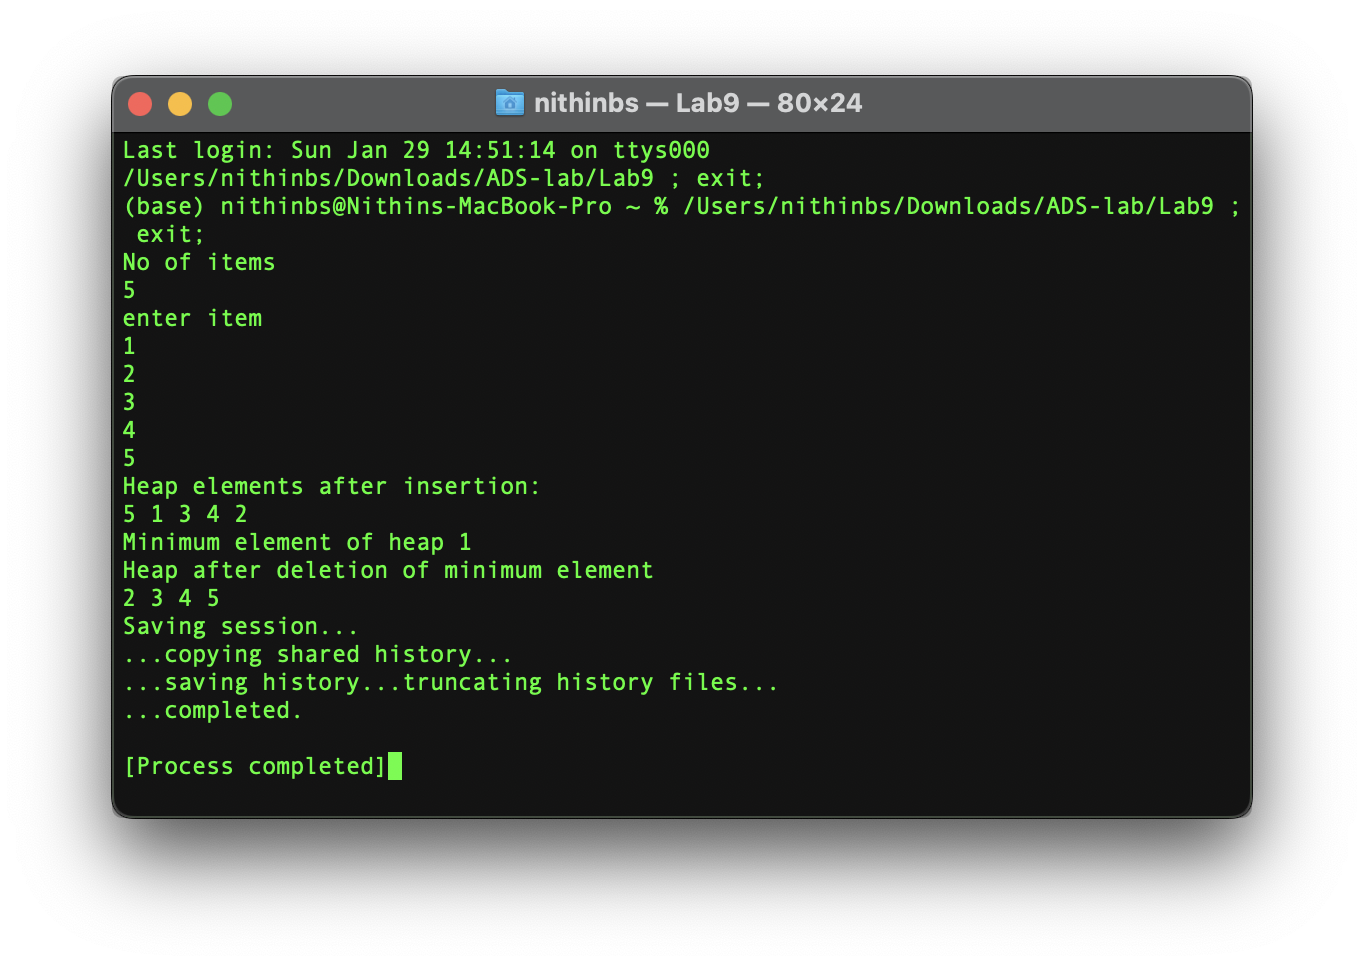 nithinbs — Lab9 — 80×24
Last login: Sun Jan 29 14:51:14 on ttys000
/Users/nithinbs/Downloads/ADS-lab/Lab9 ; exit;
(base) nithinbs@Nithins-MacBook-Pro ~ % /Users/nithinbs/Downloads/ADS-lab/Lab9 ;
 exit;
No of items
5
enter item
1
2
3
4
5
Heap elements after insertion:
5 1 3 4 2
Minimum element of heap 1
Heap after deletion of minimum element
2 3 4 5
Saving session...
...copying shared history...
...saving history...truncating history files...
...completed.
[Process completed]